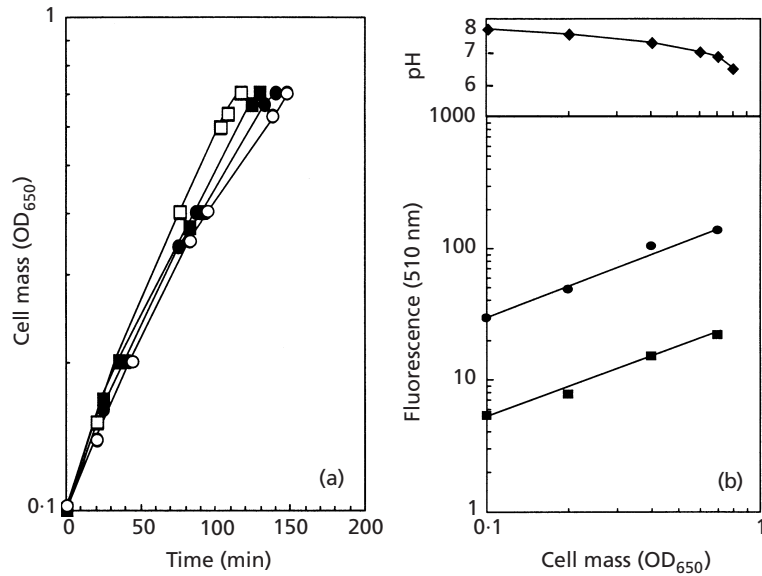 1
0·1
Cell mass (OD650)
0
50
100
150
200
Time (min)
(a)
8
7
6
pH
1000
100
10
1
Fluorescence (510 nm)
0·1
1
Cell mass (OD650)
(b)